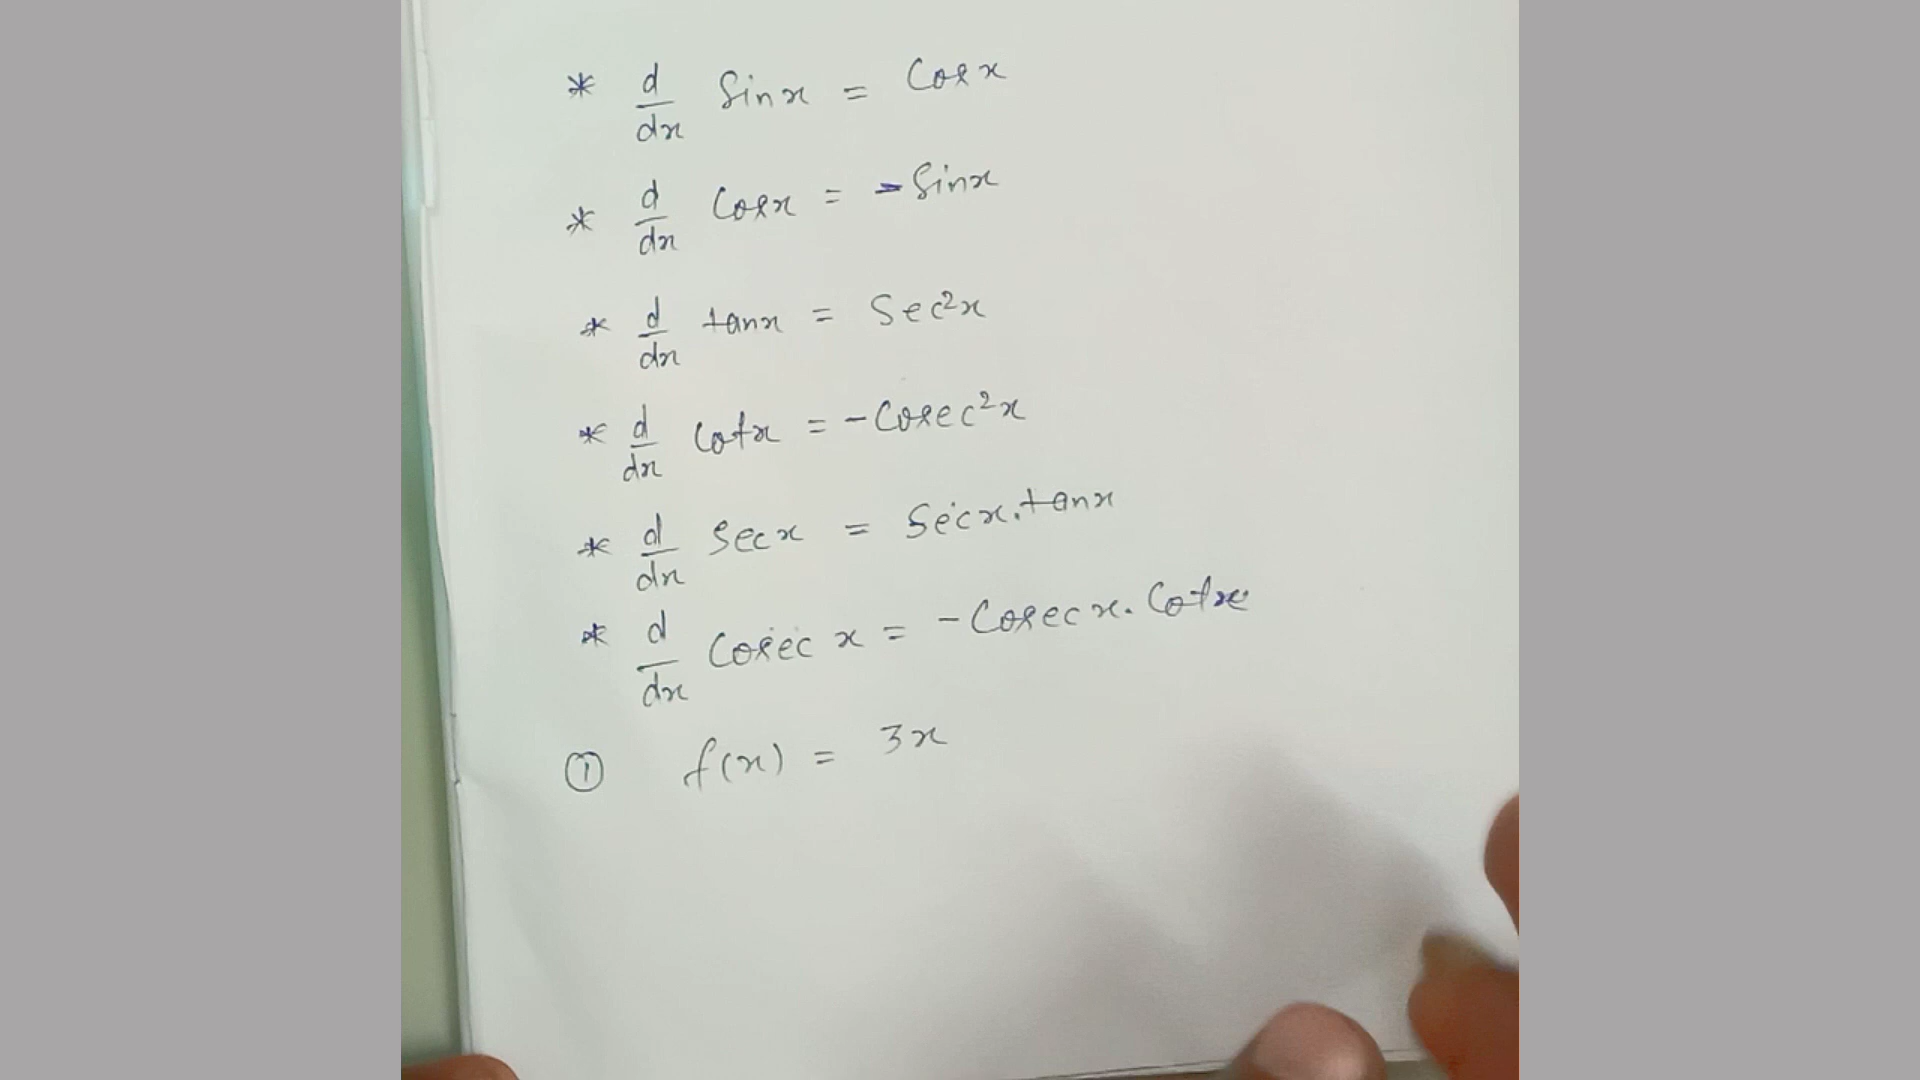 * d/dx Sinx = Cosx
* d/dx Cosx = -Sinx
* d/dx tanx = Sec²x
* d/dx Cotx = -Cosec²x
* d/dx Secx = Secx.tanx
* d/dx Cosec x = -Cosecx.Cotx
① f(x) = 3x